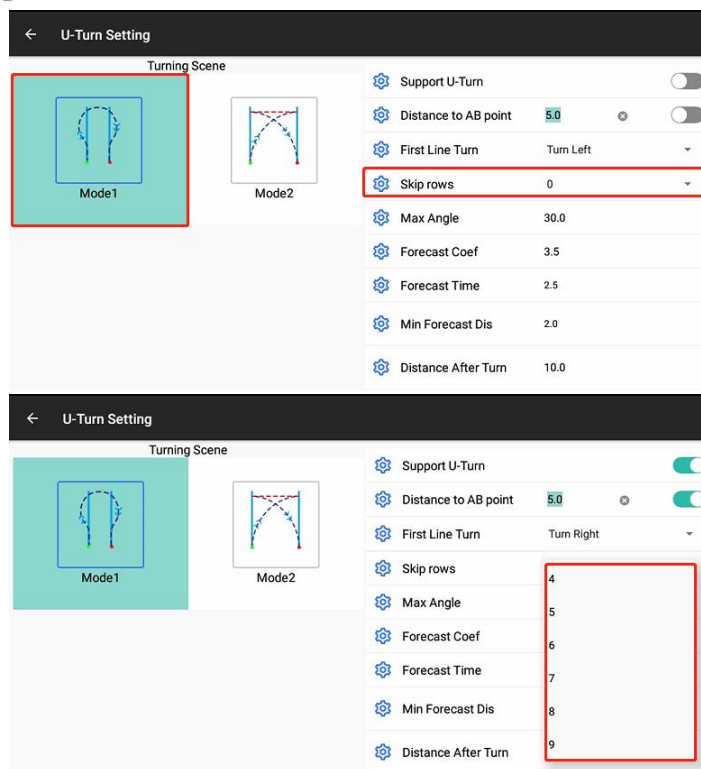 U-Turn Setting
Turning Scene
Mode1
Mode2
Support U-Turn
Distance to AB point 5.0
First Line Turn Turn Left
Skip rows 0
Max Angle 30.0
Forecast Coef 3.5
Forecast Time 2.5
Min Forecast Dis 2.0
Distance After Turn 10.0
U-Turn Setting
Turning Scene
Mode1
Mode2
Support U-Turn
Distance to AB point 5.0
First Line Turn Turn Right
Skip rows
Max Angle
Forecast Coef
Forecast Time
Min Forecast Dis
Distance After Turn
4
5
6
7
8
9